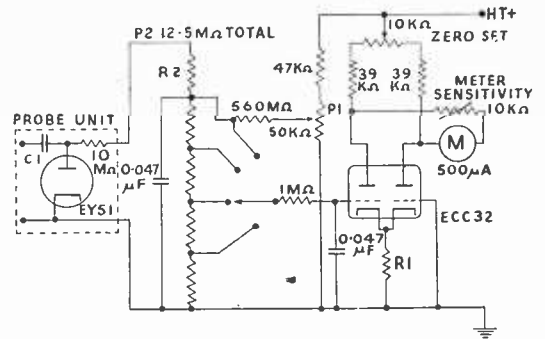 HT+
P2 12·5MΩ TOTAL
10KΩ
ZERO SET
R2
47KΩ
39
KΩ
39
KΩ
METER
SENSITIVITY
10KΩ
560MΩ
P1
50KΩ
PROBE UNIT
C1
10
MΩ
0·047
μF
M
500μA
EY51
1MΩ
ECC32
0·047
μF
R1